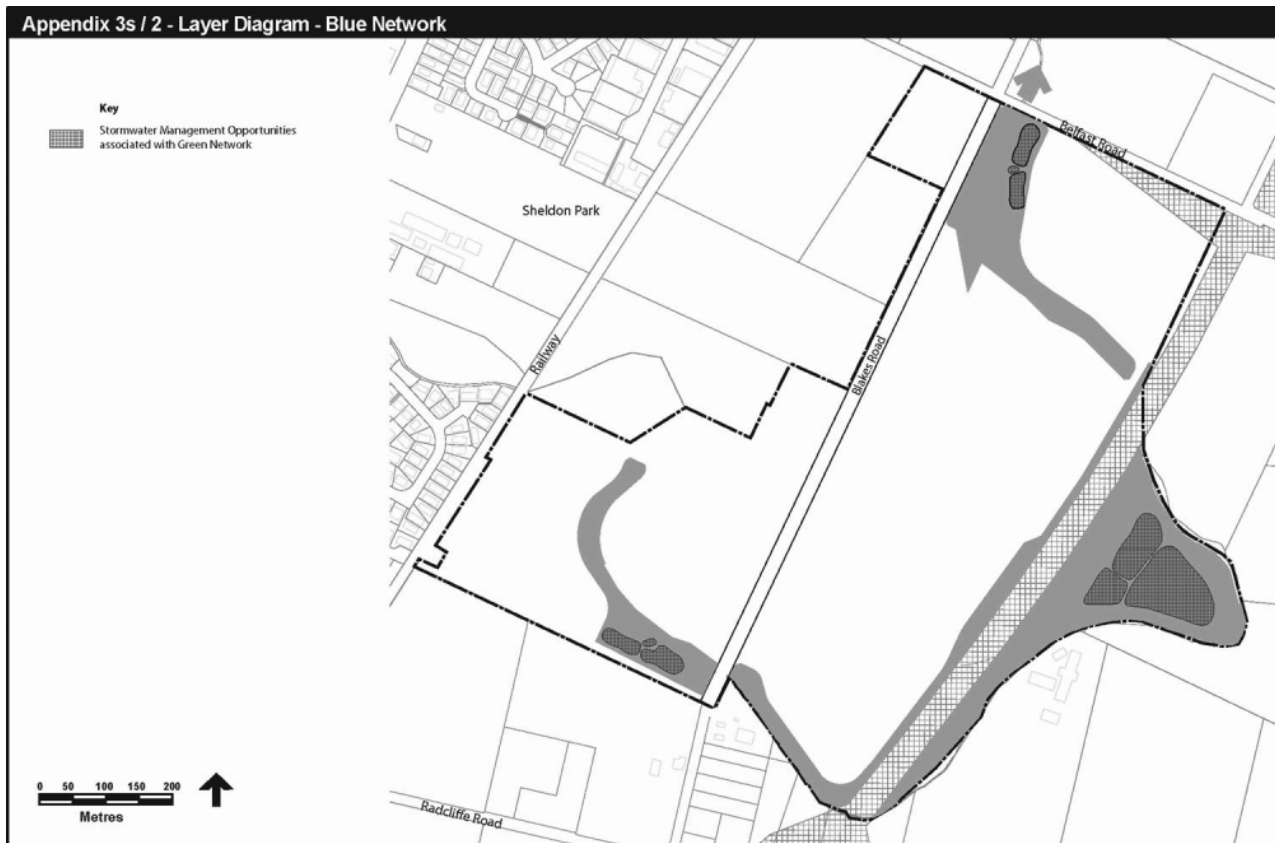 Appendix 3s / 2 - Layer Diagram - Blue Network
Key
Stormwater Management Opportunities
associated with Green Network
Belfast Road
Sheldon Park
Railway
Blakes Road
0 50 100 150 200
Metres
Radcliffe Road